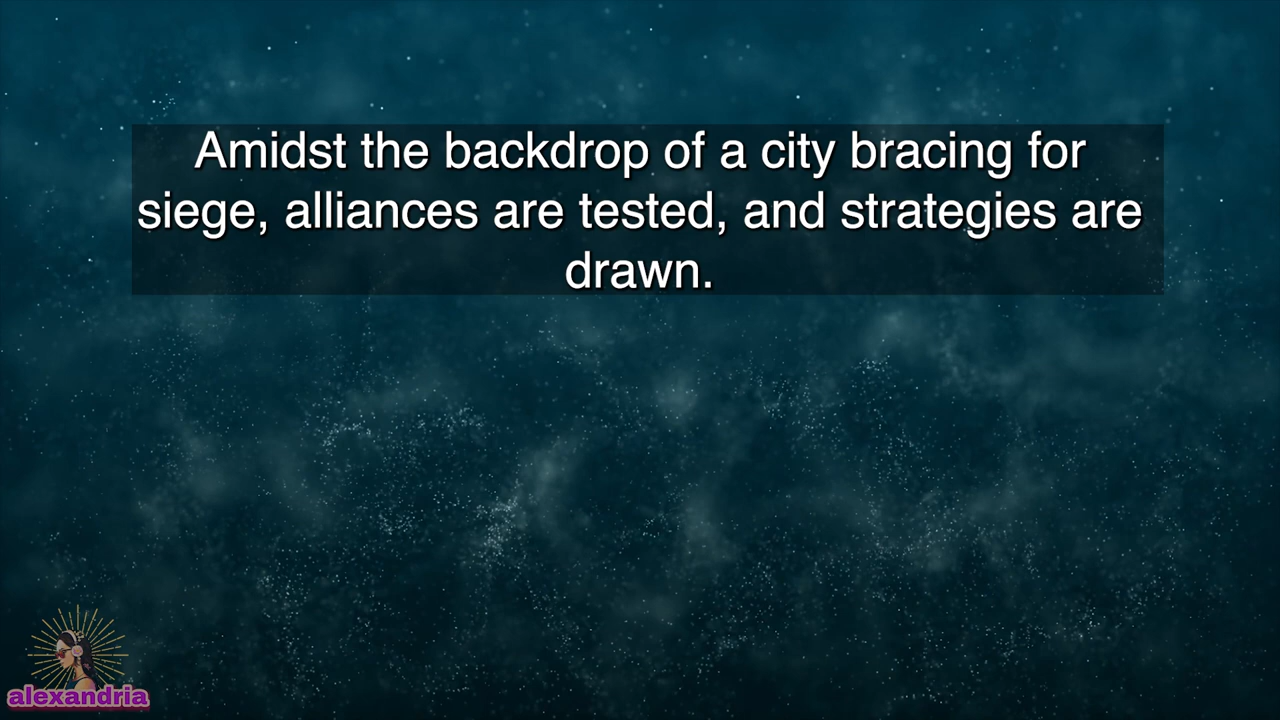 Amidst the backdrop of a city bracing for
siege, alliances are tested, and strategies are
drawn.
alexandria